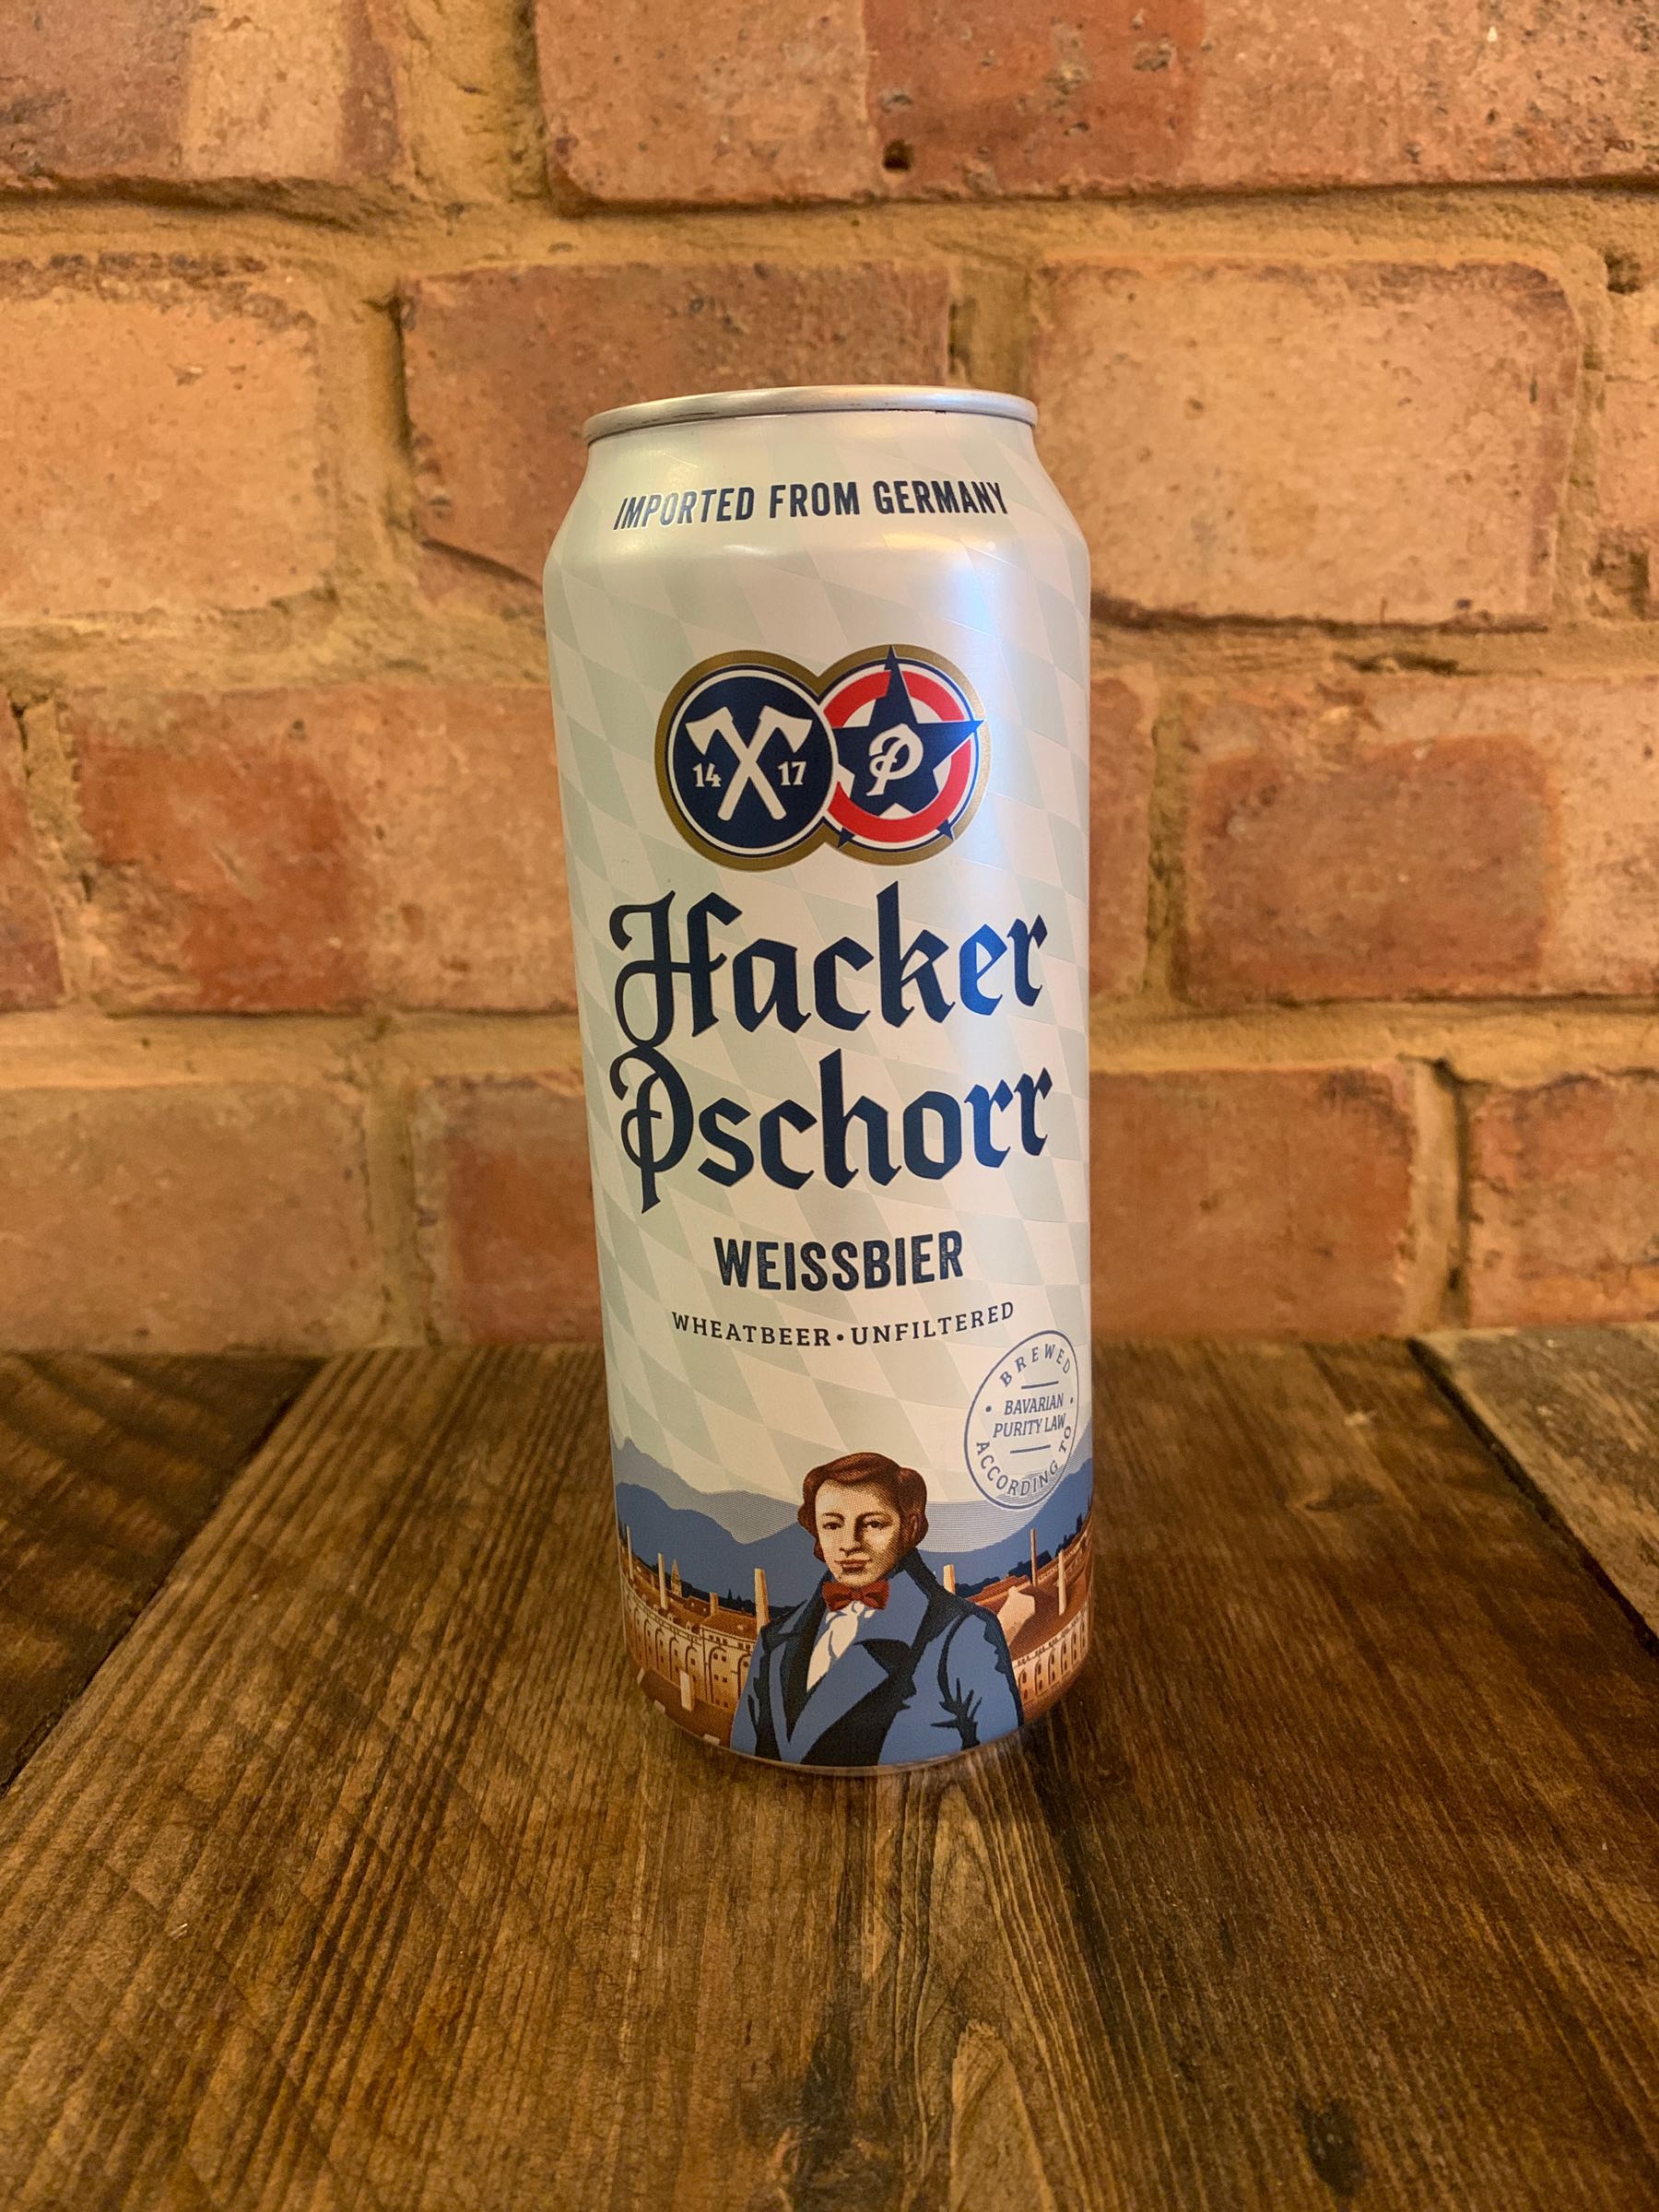 IMPORTED FROM GERMANY
14 17
P
Hacker
Pschorr
WEISSBIER
WHEATBEER • UNFILTERED
BREWED
BAVARIAN
PURITY LAW
ACCORDING TO